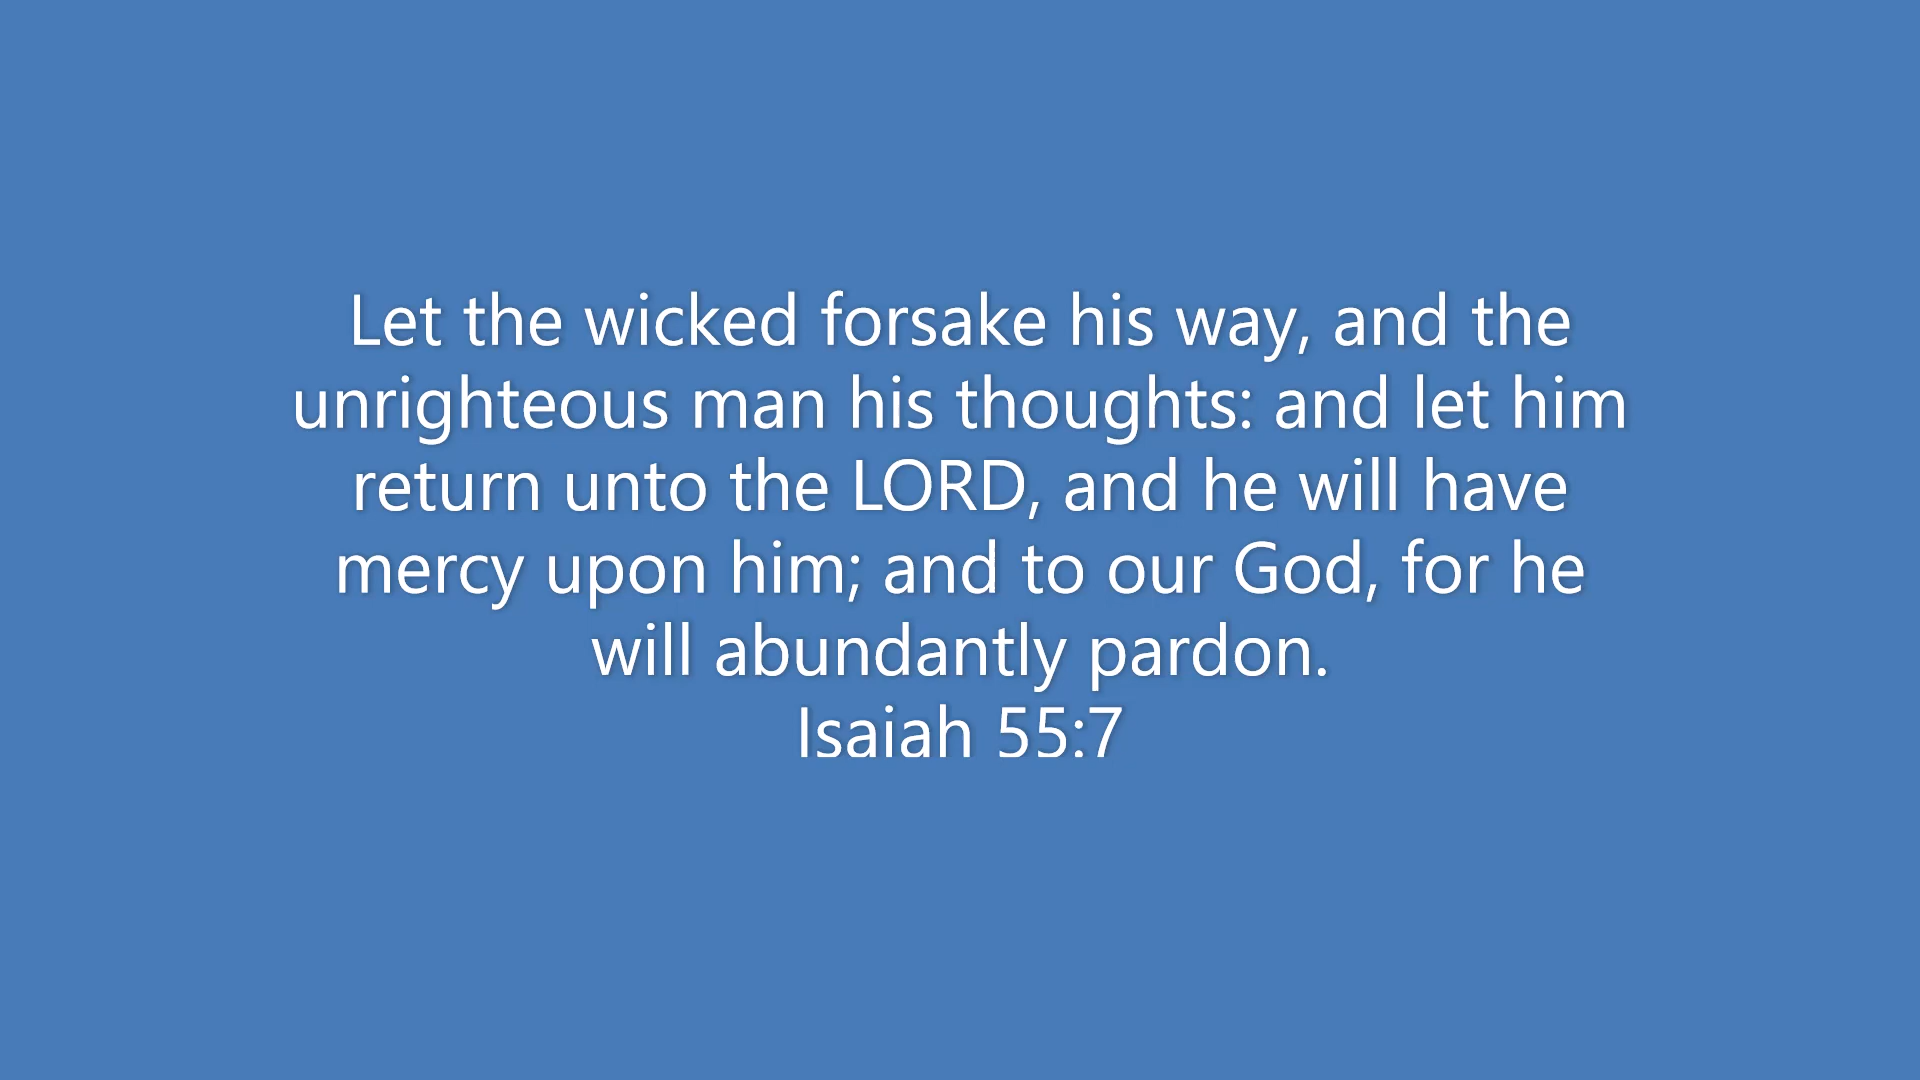 Let the wicked forsake his way, and the
unrighteous man his thoughts: and let him
return unto the LORD, and he will have
mercy upon him; and to our God, for he
will abundantly pardon.
Isaiah 55:7